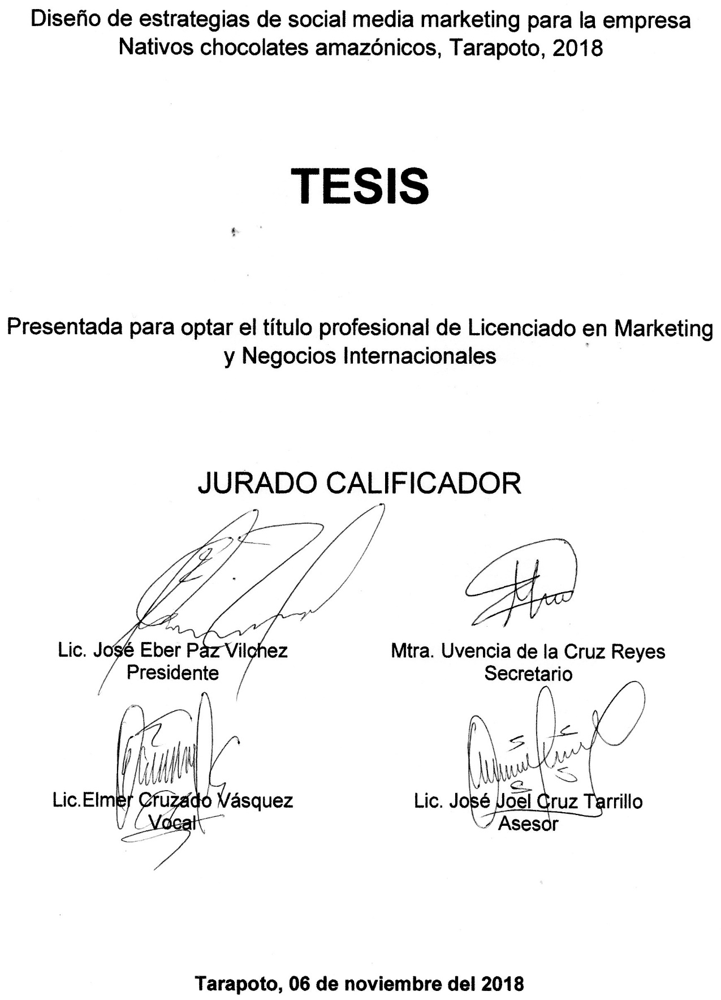 Diseño de estrategias de social media marketing para la empresa
Nativos chocolates amazónicos, Tarapoto, 2018
TESIS
Presentada para optar el título profesional de Licenciado en Marketing
y Negocios Internacionales
JURADO CALIFICADOR
Lic. José Eber Paz Vilchez
Presidente
Mtra. Uvencia de la Cruz Reyes
Secretario
Lic.Elmer Cruzado Vásquez
Vocal
Lic. José Joel Cruz Tarrillo
Asesor
Tarapoto, 06 de noviembre del 2018